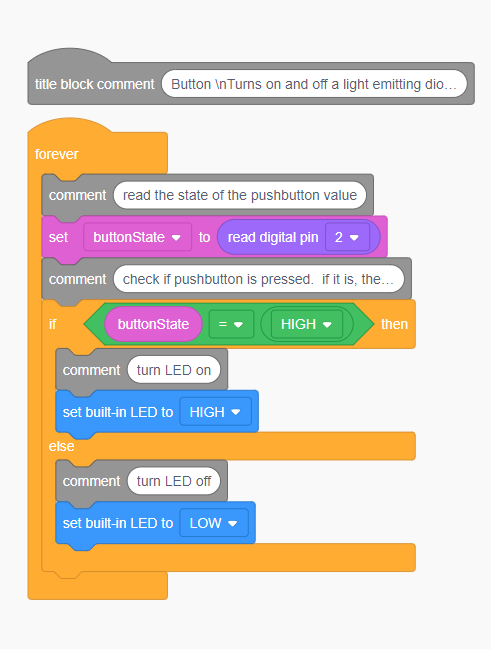 title block comment Button \nTurns on and off a light emitting dio...
forever
comment read the state of the pushbutton value
set buttonState to read digital pin 2
comment check if pushbutton is pressed. if it is, the...
if buttonState = HIGH then
comment turn LED on
set built-in LED to HIGH
else
comment turn LED off
set built-in LED to LOW